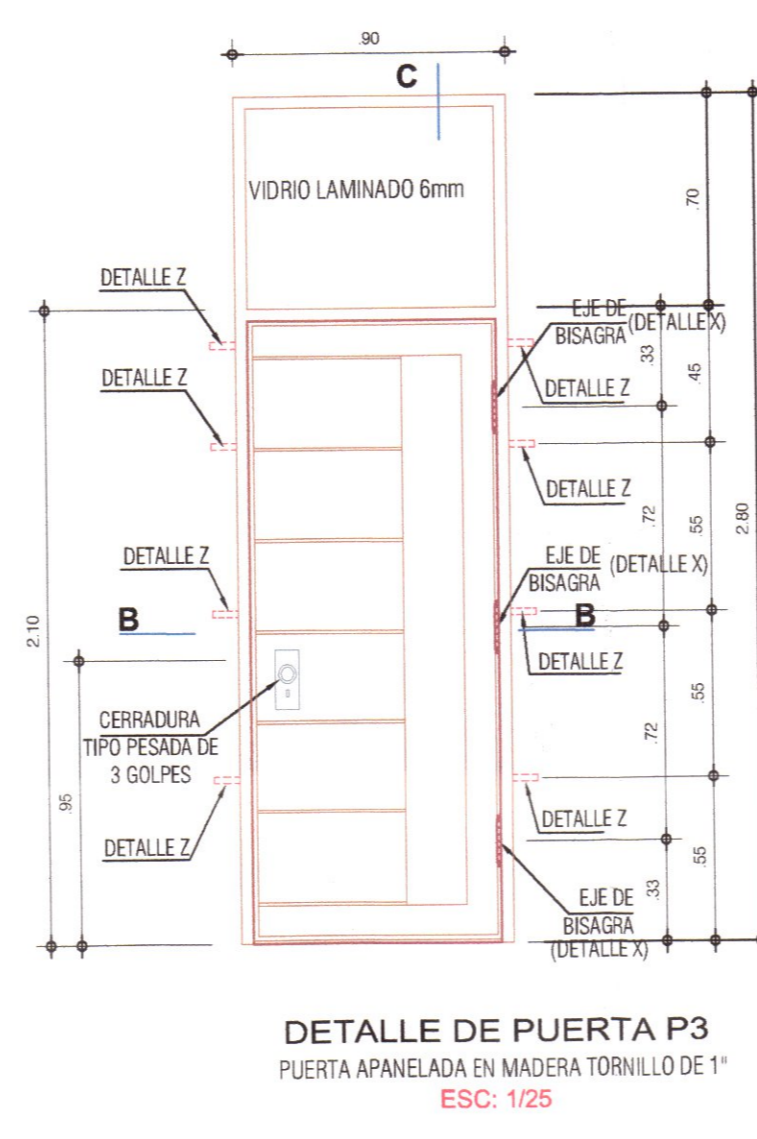 .90
C
VIDRIO LAMINADO 6mm
.70
DETALLE Z
EJE DE
BISAGRA (DETALLE X)
.33
.45
DETALLE Z
DETALLE Z
DETALLE Z
.72
.55
2.80
DETALLE Z
EJE DE
BISAGRA (DETALLE X)
B
B
2.10
DETALLE Z
CERRADURA
TIPO PESADA DE
3 GOLPES
.72
.55
.95
DETALLE Z
DETALLE Z
.55
.33
EJE DE
BISAGRA
(DETALLE X)
DETALLE DE PUERTA P3
PUERTA APANELADA EN MADERA TORNILLO DE 1"
ESC: 1/25